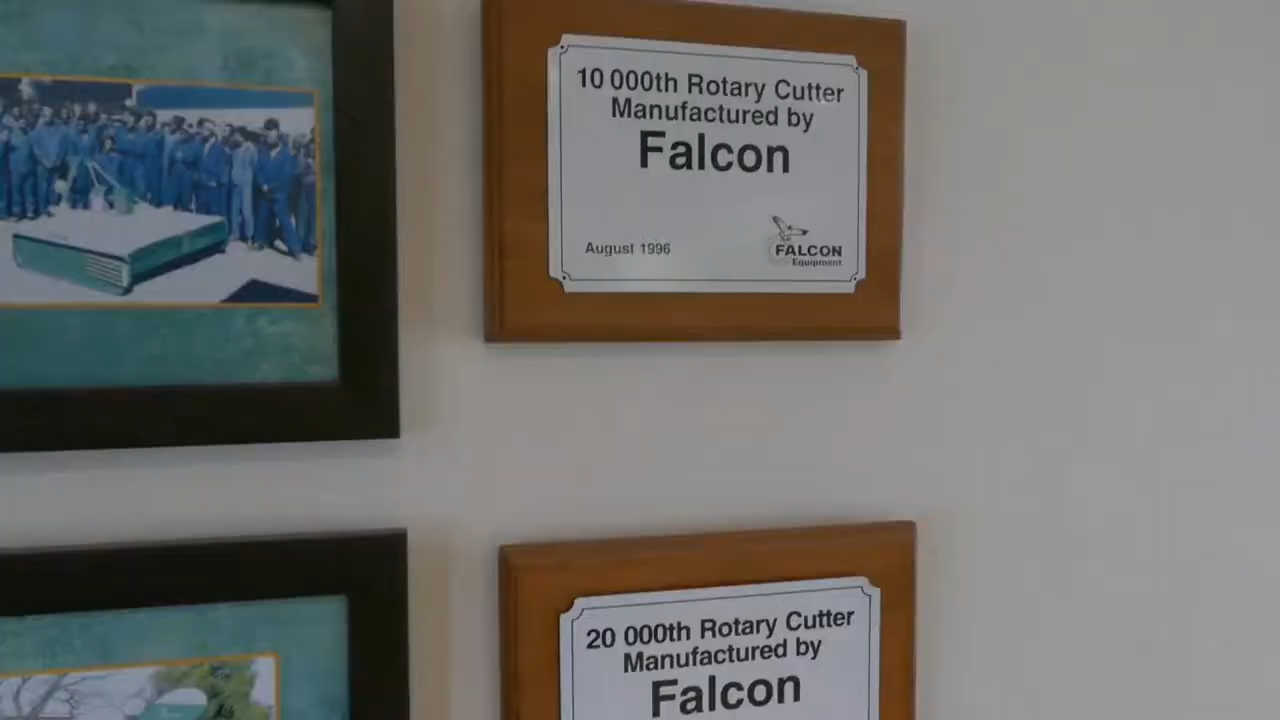 10 000th Rotary Cutter
Manufactured by
Falcon
August 1996
FALCON
Equipment
20 000th Rotary Cutter
Manufactured by
Falcon